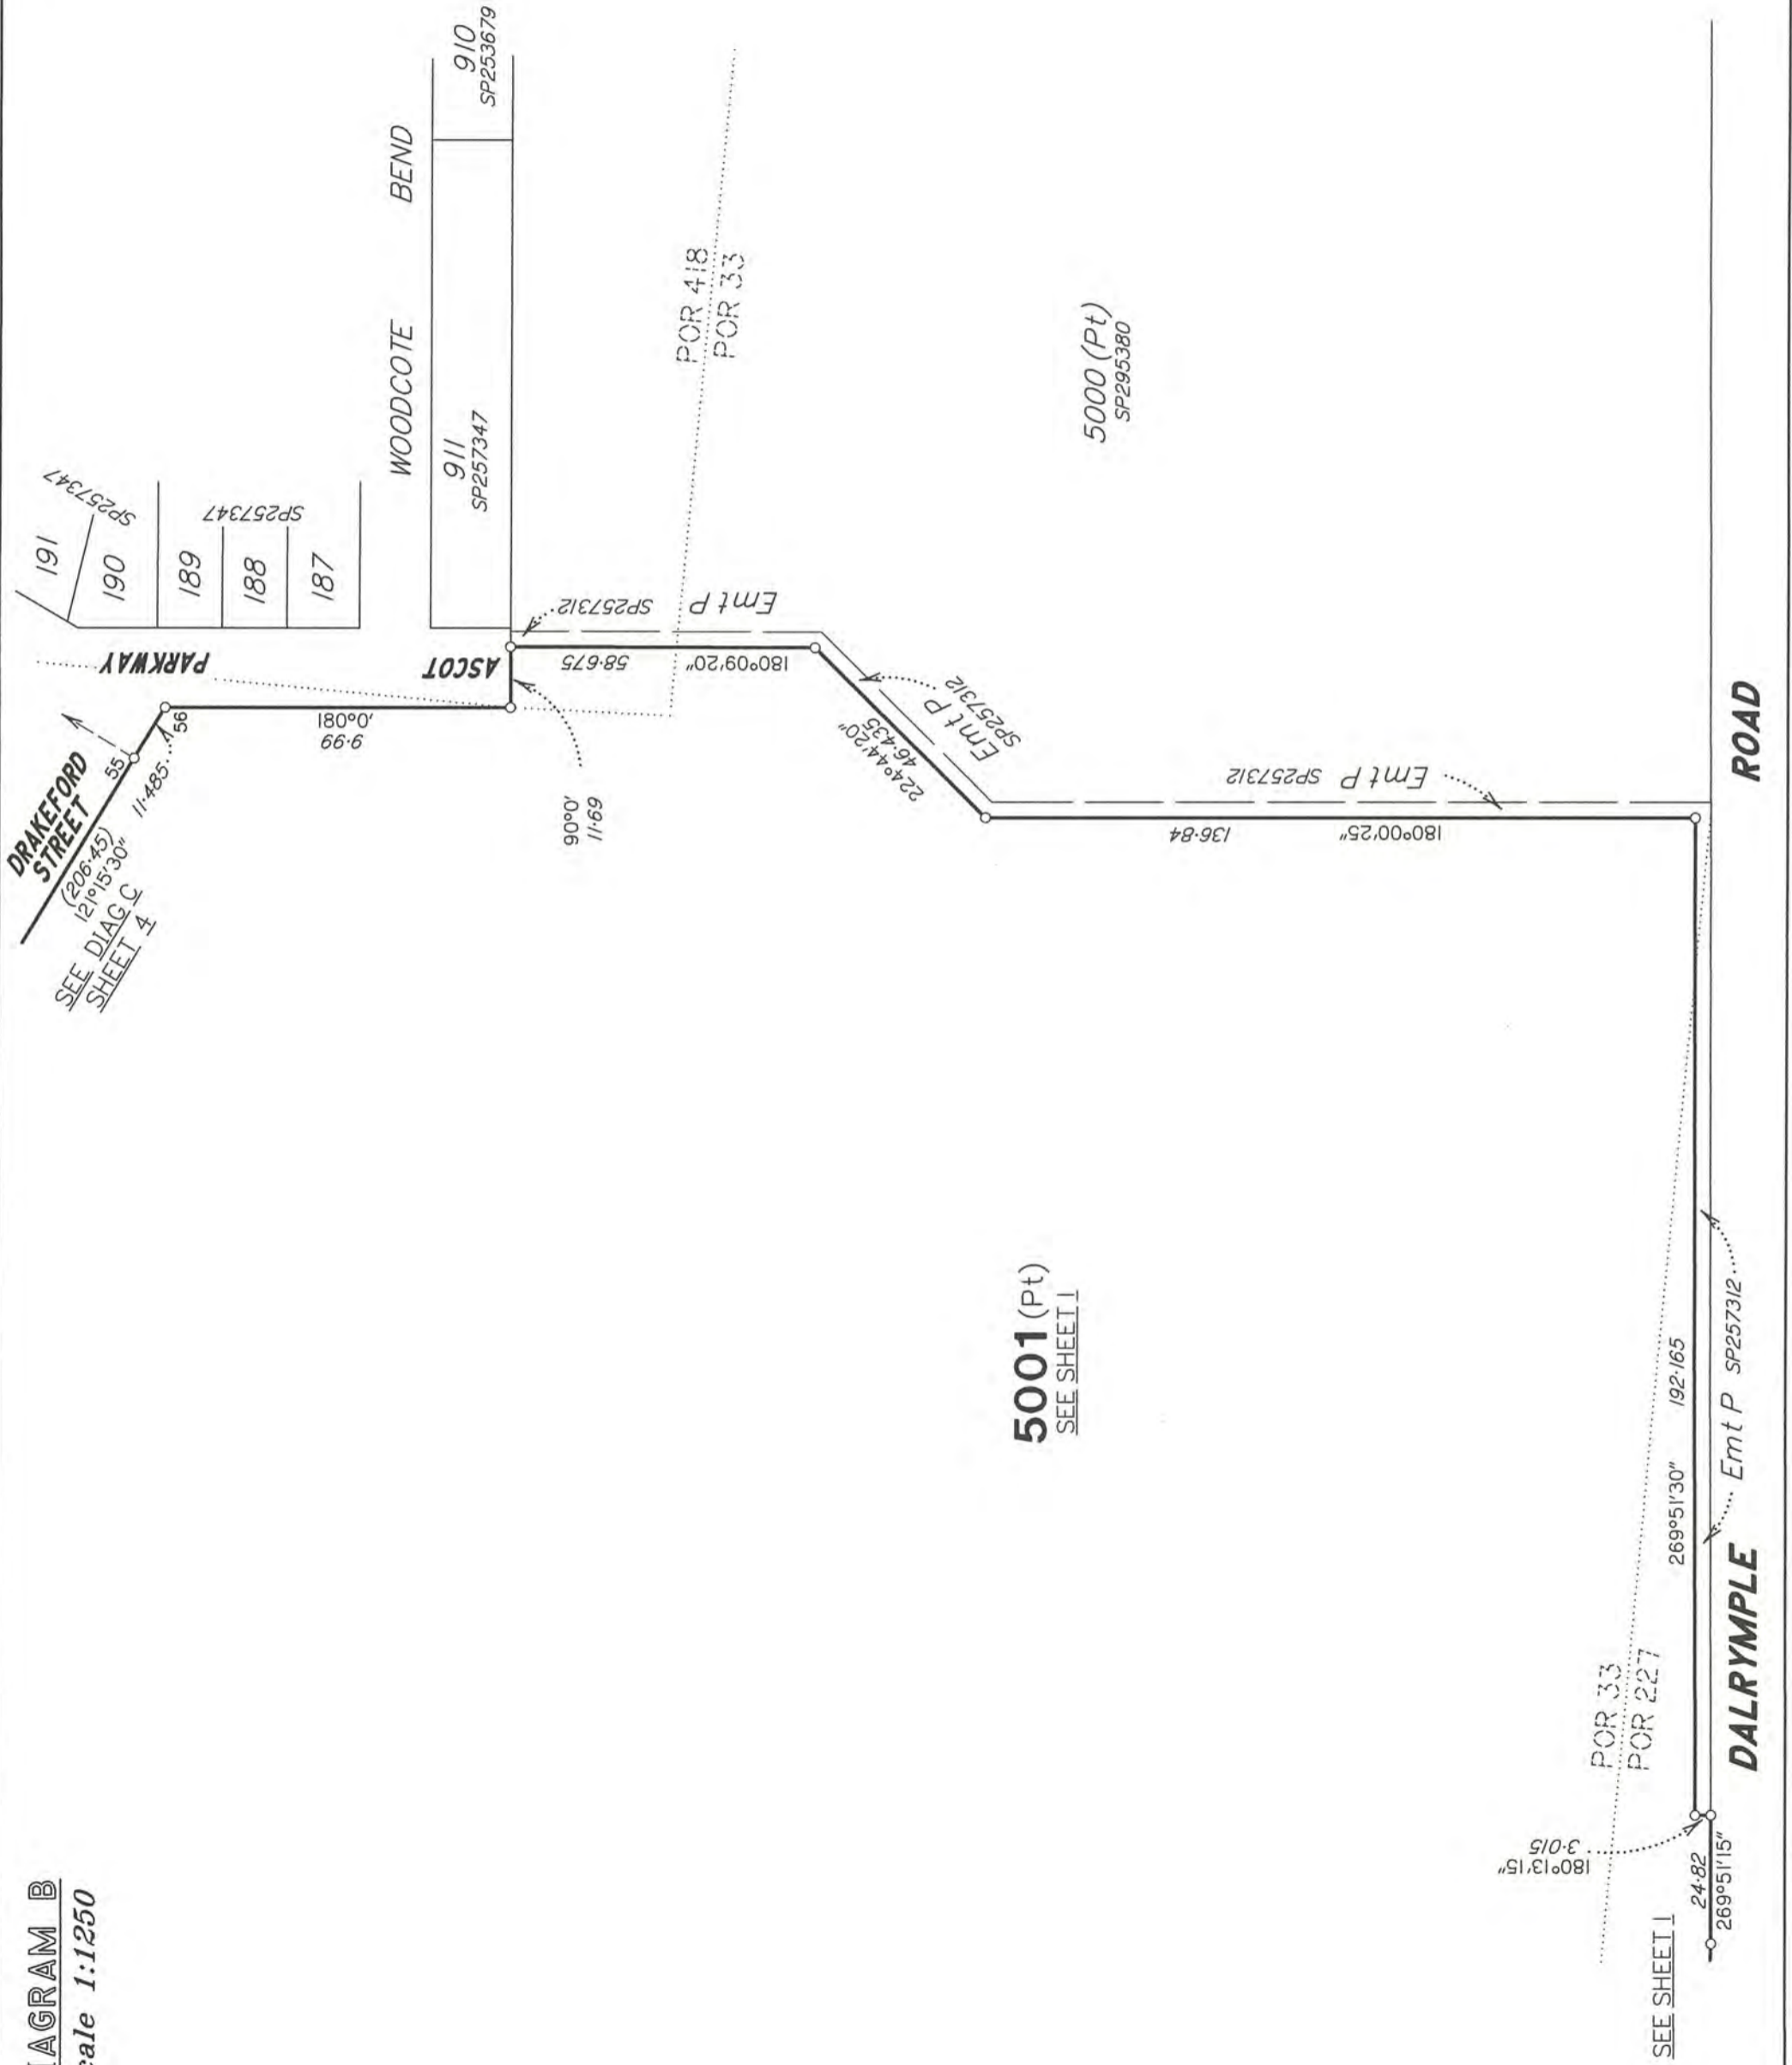 IAGRAM B
cale 1:1250
DRAKEFORD
STREET
(206·45)
121°15'30"
SEE DIAG C
SHEET 4
55
11·485
56
180°0'
66·6
PARKWAY
ASCOT
191
SP257347
190
189
188
SP257347
187
WOODCOTE BEND
911
SP257347
910
SP253679
90°0'
11·69
SP257312
Emt P
180°09'20"
58·675
POR 418
POR 33
224°44'20"
46·435
Emt P
SP257312
5000 (Pt)
SP295380
Emt P SP257312
180°00'25"
136·84
5001 (Pt)
SEE SHEET 1
POR 33
POR 227
269°51'30" 192·165
180°13'15"
3·015
SEE SHEET 1
24·82
269°51'15"
Emt P SP257312
DALRYMPLE ROAD